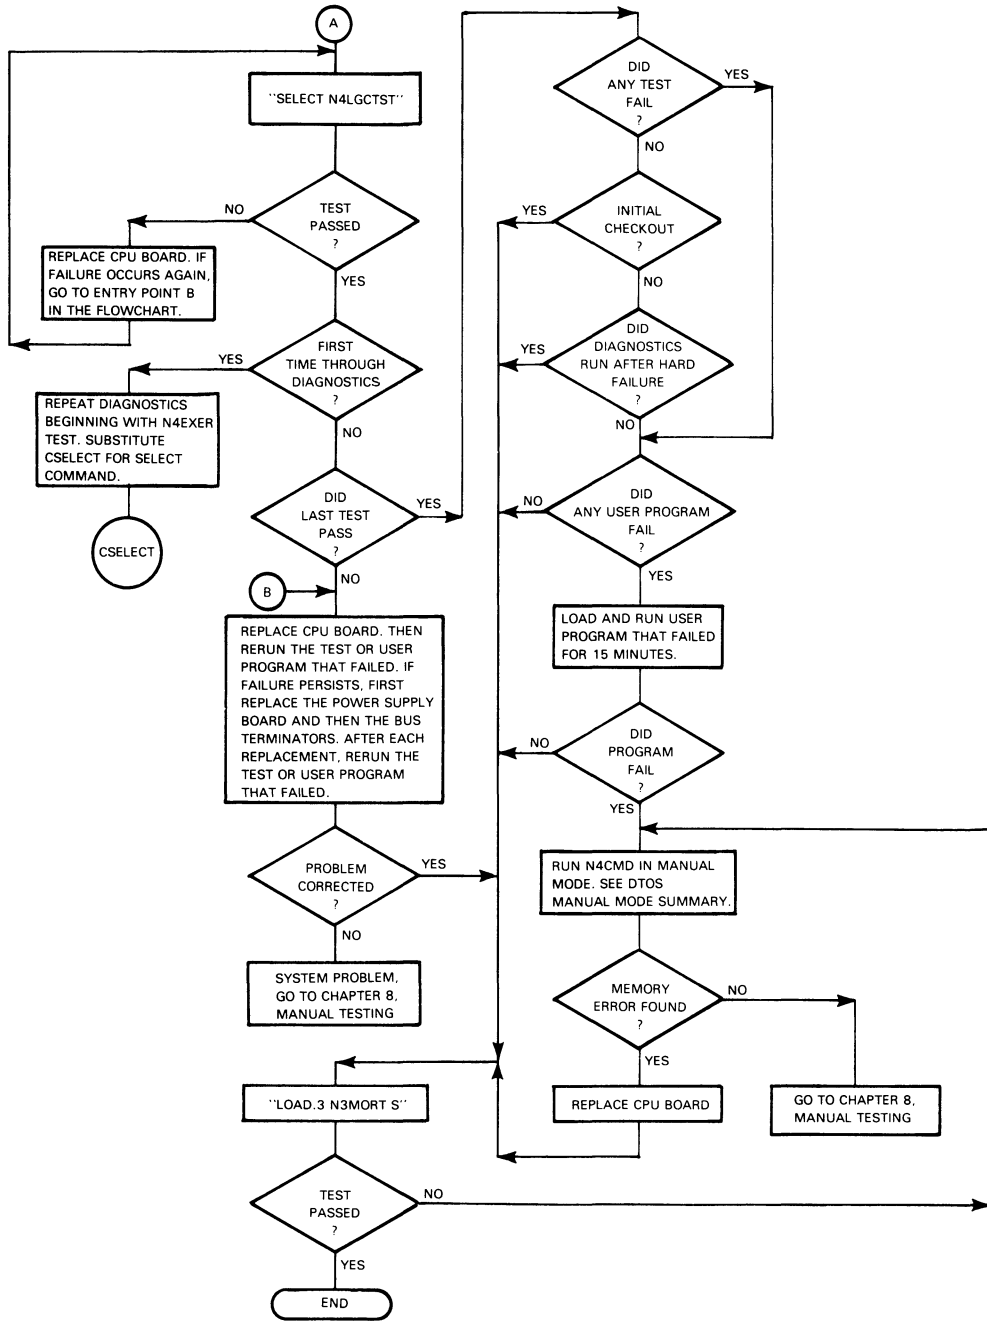 A
"SELECT N4LGCTST"
TEST
PASSED
?
NO
YES
REPLACE CPU BOARD. IF
FAILURE OCCURS AGAIN,
GO TO ENTRY POINT B
IN THE FLOWCHART.
FIRST
TIME THROUGH
DIAGNOSTICS
?
YES
NO
REPEAT DIAGNOSTICS
BEGINNING WITH N4EXER
TEST. SUBSTITUTE
CSELECT FOR SELECT
COMMAND.
CSELECT
DID
LAST TEST
PASS
?
YES
NO
B
REPLACE CPU BOARD. THEN
RERUN THE TEST OR USER
PROGRAM THAT FAILED. IF
FAILURE PERSISTS, FIRST
REPLACE THE POWER SUPPLY
BOARD AND THEN THE BUS
TERMINATORS. AFTER EACH
REPLACEMENT, RERUN THE
TEST OR USER PROGRAM
THAT FAILED.
PROBLEM
CORRECTED
?
YES
NO
SYSTEM PROBLEM,
GO TO CHAPTER 8,
MANUAL TESTING
DID
ANY TEST
FAIL
?
YES
NO
INITIAL
CHECKOUT
?
YES
NO
DID
DIAGNOSTICS
RUN AFTER HARD
FAILURE
?
YES
NO
DID
ANY USER PROGRAM
FAIL
?
NO
YES
LOAD AND RUN USER
PROGRAM THAT FAILED
FOR 15 MINUTES.
DID
PROGRAM
FAIL
?
NO
YES
RUN N4CMD IN MANUAL
MODE. SEE DTOS
MANUAL MODE SUMMARY.
MEMORY
ERROR FOUND
?
NO
YES
REPLACE CPU BOARD
GO TO CHAPTER 8,
MANUAL TESTING
"LOAD.3 N3MORT S"
TEST
PASSED
?
NO
YES
END